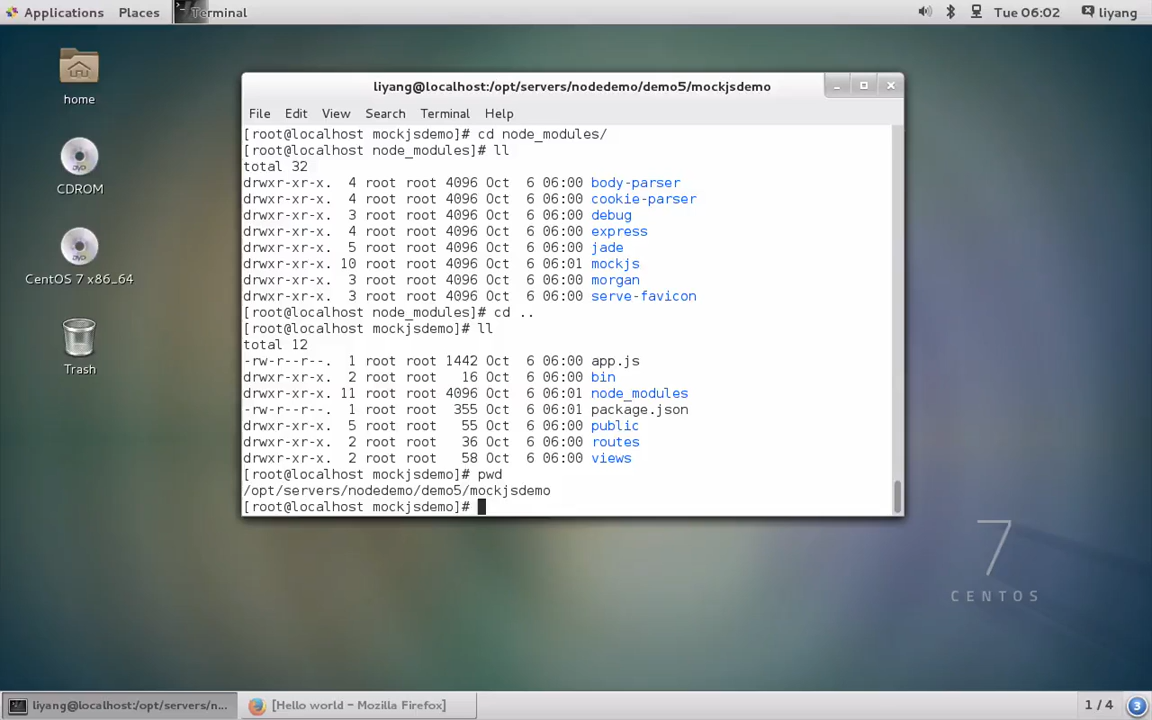 Applications Places Terminal Tue 06:02 liyang
home
CDROM
CentOS 7 x86_64
Trash
liyang@localhost:/opt/servers/nodedemo/demo5/mockjsdemo
File Edit View Search Terminal Help
[root@localhost mockjsdemo]# cd node_modules/
[root@localhost node_modules]# ll
total 32
drwxr-xr-x. 4 root root 4096 Oct 6 06:00 body-parser
drwxr-xr-x. 4 root root 4096 Oct 6 06:00 cookie-parser
drwxr-xr-x. 3 root root 4096 Oct 6 06:00 debug
drwxr-xr-x. 4 root root 4096 Oct 6 06:00 express
drwxr-xr-x. 5 root root 4096 Oct 6 06:00 jade
drwxr-xr-x. 10 root root 4096 Oct 6 06:01 mockjs
drwxr-xr-x. 3 root root 4096 Oct 6 06:00 morgan
drwxr-xr-x. 3 root root 4096 Oct 6 06:00 serve-favicon
[root@localhost node_modules]# cd ..
[root@localhost mockjsdemo]# ll
total 12
-rw-r--r--. 1 root root 1442 Oct 6 06:00 app.js
drwxr-xr-x. 2 root root 16 Oct 6 06:00 bin
drwxr-xr-x. 11 root root 4096 Oct 6 06:01 node_modules
-rw-r--r--. 1 root root 355 Oct 6 06:01 package.json
drwxr-xr-x. 5 root root 55 Oct 6 06:00 public
drwxr-xr-x. 2 root root 36 Oct 6 06:00 routes
drwxr-xr-x. 2 root root 58 Oct 6 06:00 views
[root@localhost mockjsdemo]# pwd
/opt/servers/nodedemo/demo5/mockjsdemo
[root@localhost mockjsdemo]#
7
CENTOS
liyang@localhost:/opt/servers/n... [Hello world - Mozilla Firefox] 1 / 4 3